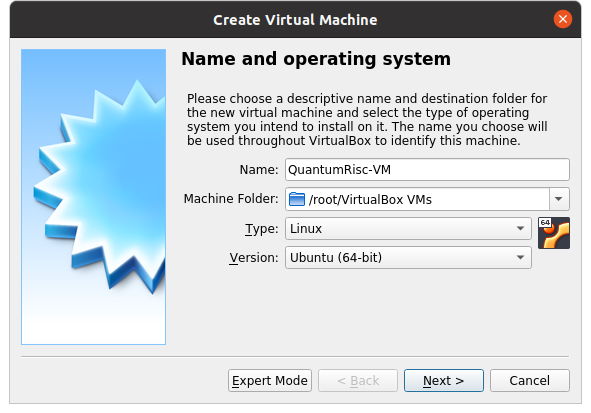 Create Virtual Machine
Name and operating system
Please choose a descriptive name and destination folder for
the new virtual machine and select the type of operating
system you intend to install on it. The name you choose will
be used throughout VirtualBox to identify this machine.
Name: QuantumRisc-VM
Machine Folder: /root/VirtualBox VMs
Type: Linux
64
Version: Ubuntu (64-bit)
Expert Mode < Back Next > Cancel